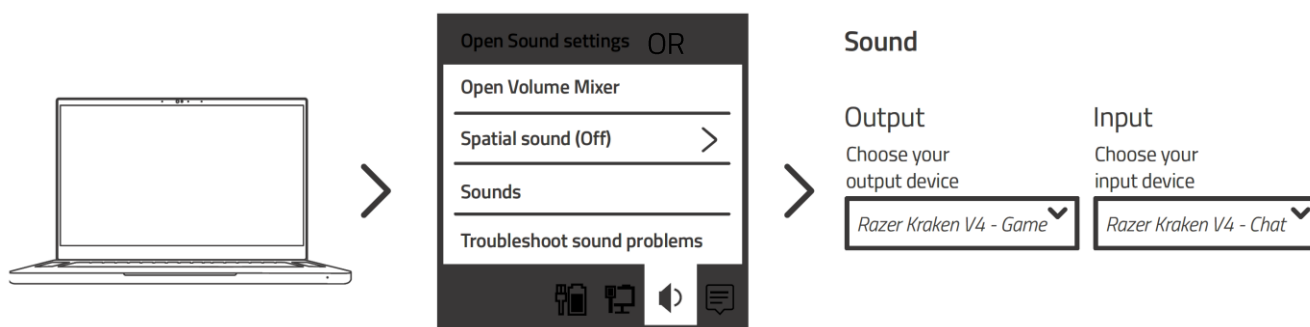 Open Sound settings OR
Open Volume Mixer
Spatial sound (Off)
Sounds
Troubleshoot sound problems
Sound
Output
Choose your
output device
Razer Kraken V4 - Game
Input
Choose your
input device
Razer Kraken V4 - Chat